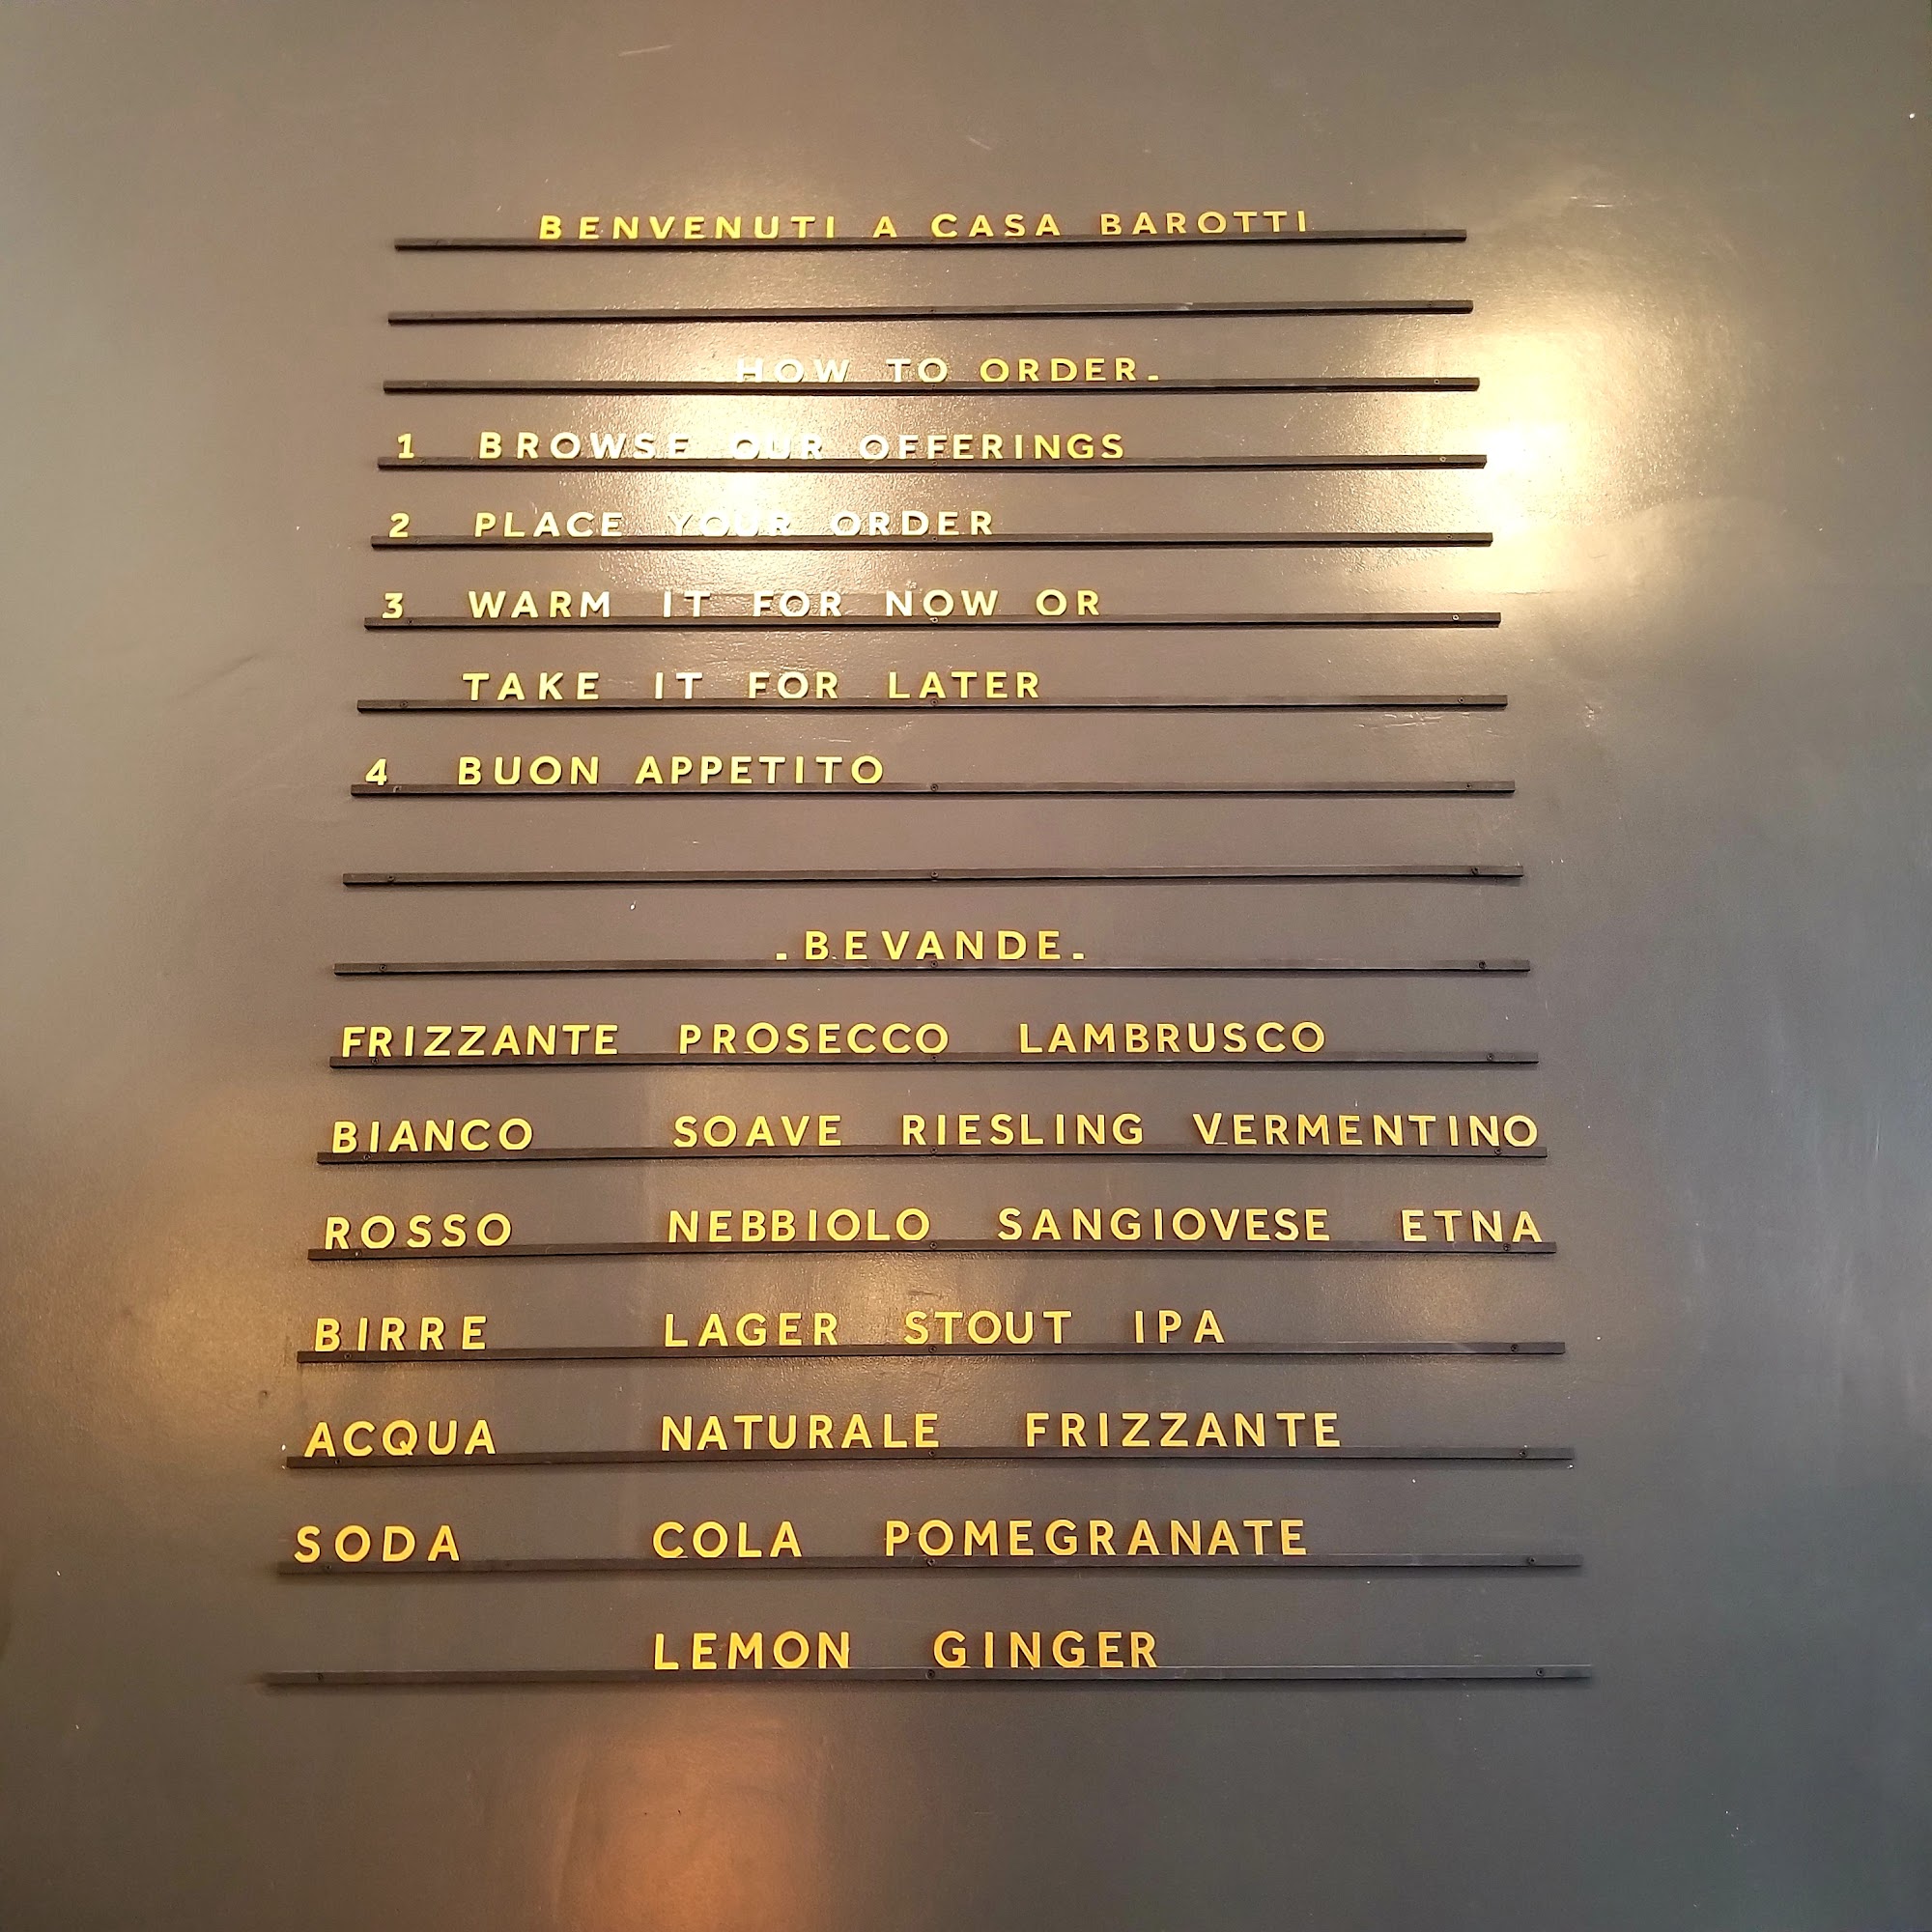 BENVENUTI A CASA BAROTTI
HOW TO ORDER-
1 BROWSE OUR OFFERINGS
2 PLACE YOUR ORDER
3 WARM IT FOR NOW OR
TAKE IT FOR LATER
4 BUON APPETITO
-BEVANDE-
FRIZZANTE PROSECCO LAMBRUSCO
BIANCO SOAVE RIESLING VERMENTINO
ROSSO NEBBIOLO SANGIOVESE ETNA
BIRRE LAGER STOUT IPA
ACQUA NATURALE FRIZZANTE
SODA COLA POMEGRANATE
LEMON GINGER